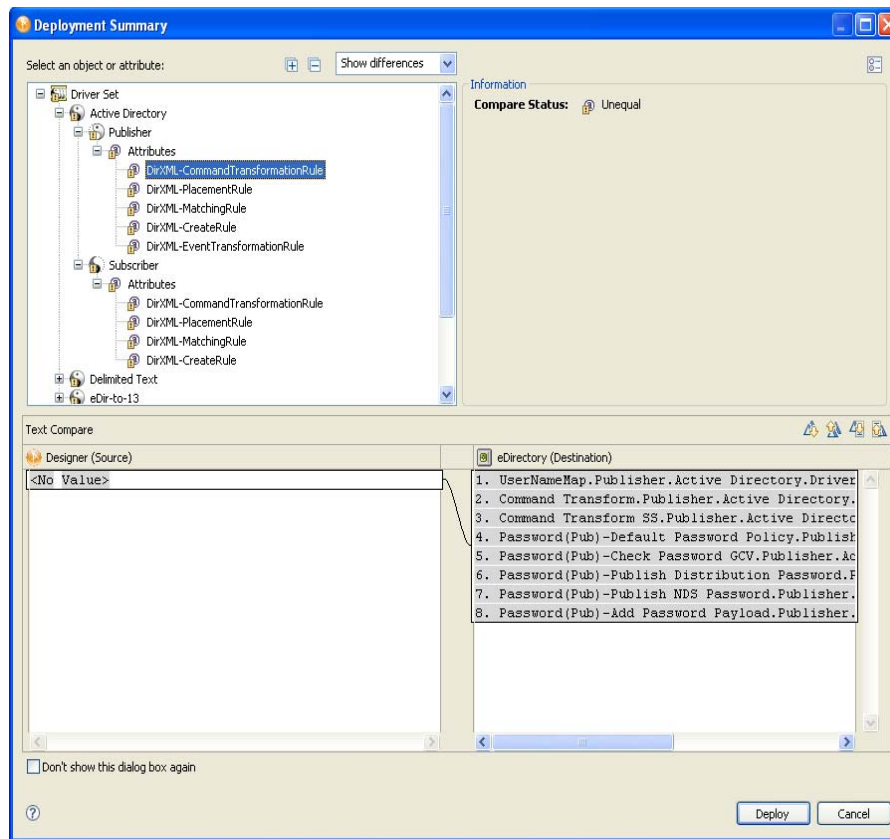 Deployment Summary
Select an object or attribute:
Show differences
Driver Set
Active Directory
Publisher
Attributes
DirXML-CommandTransformationRule
DirXML-PlacementRule
DirXML-MatchingRule
DirXML-CreateRule
DirXML-EventTransformationRule
Subscriber
Attributes
DirXML-CommandTransformationRule
DirXML-PlacementRule
DirXML-MatchingRule
DirXML-CreateRule
Delimited Text
eDir-to-13
Information
Compare Status: Unequal
Text Compare
Designer (Source)
<No Value>
eDirectory (Destination)
1. UserNameMap.Publisher.Active Directory.Driver
2. Command Transform.Publisher.Active Directory.
3. Command Transform SS.Publisher.Active Directo
4. Password(Pub)-Default Password Policy.Publish
5. Password(Pub)-Check Password GCV.Publisher.Ac
6. Password(Pub)-Publish Distribution Password.P
7. Password(Pub)-Publish NDS Password.Publisher.
8. Password(Pub)-Add Password Payload.Publisher.
Don't show this dialog box again
?
Deploy
Cancel